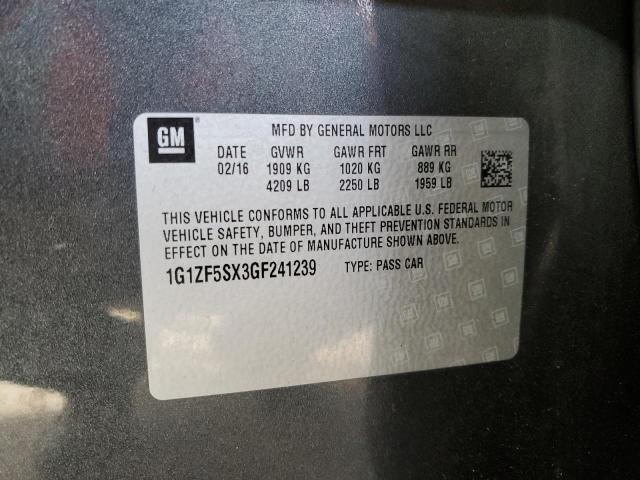 GM
MFD BY GENERAL MOTORS LLC
DATE GVWR GAWR FRT GAWR RR
02/16 1909 KG 1020 KG 889 KG
4209 LB 2250 LB 1959 LB
THIS VEHICLE CONFORMS TO ALL APPLICABLE U.S. FEDERAL MOTOR
VEHICLE SAFETY, BUMPER, AND THEFT PREVENTION STANDARDS IN
EFFECT ON THE DATE OF MANUFACTURE SHOWN ABOVE.
1G1ZF5SX3GF241239 TYPE: PASS CAR